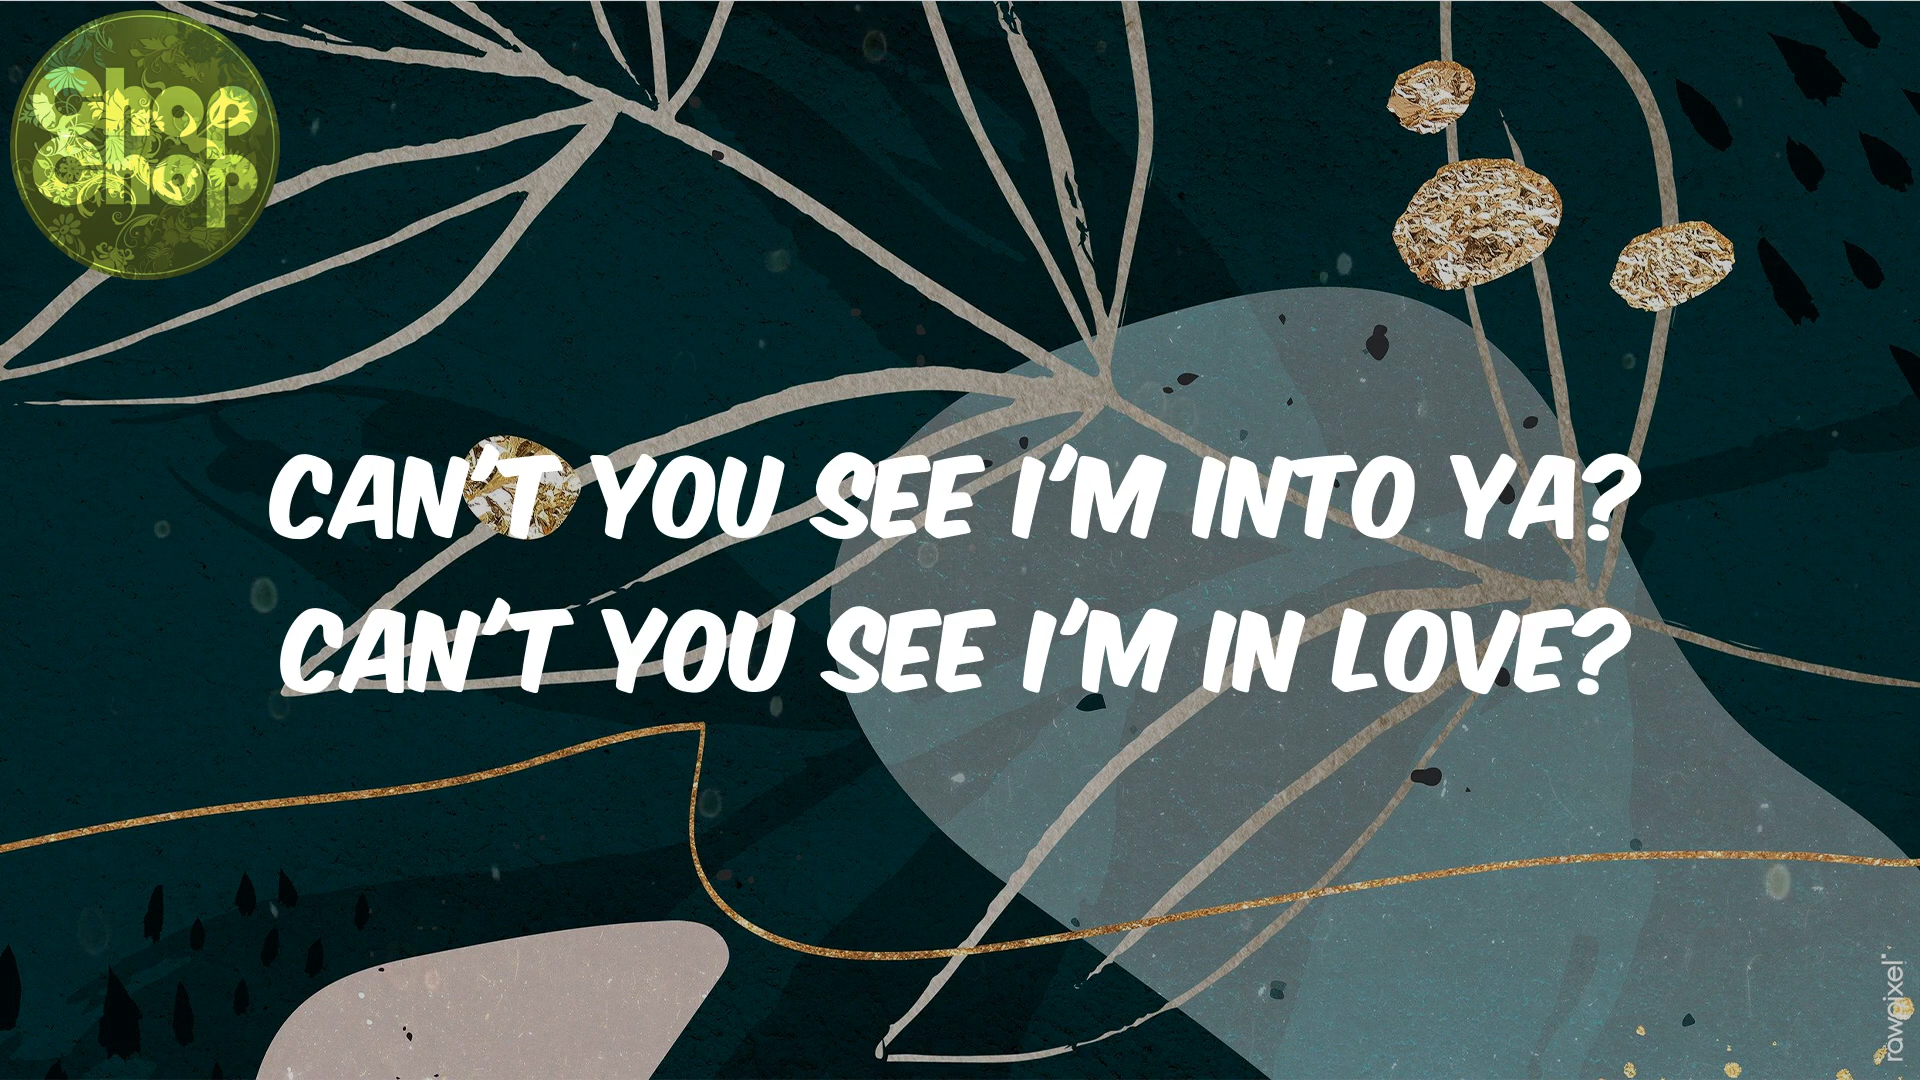 Chop
Chop
CAN'T YOU SEE I'M INTO YA?
CAN'T YOU SEE I'M IN LOVE?
rawpixel